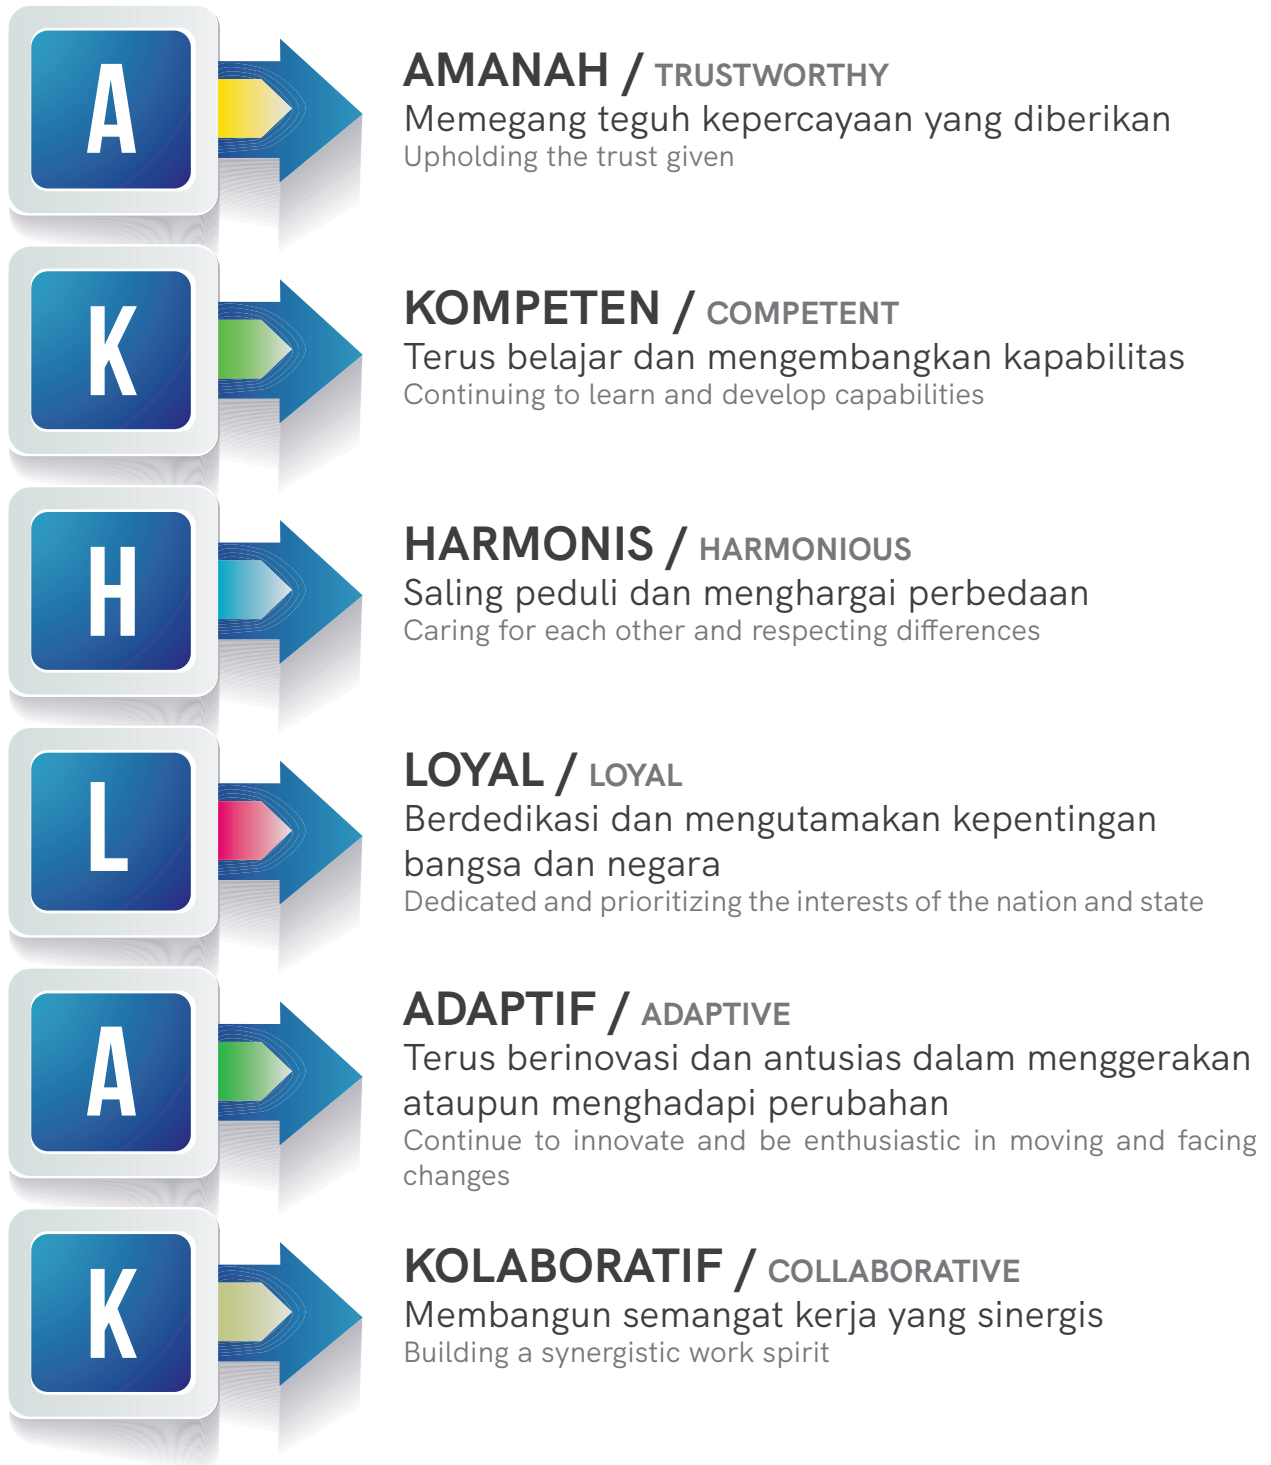 A
AMANAH / TRUSTWORTHY
Memegang teguh kepercayaan yang diberikan
Upholding the trust given
K
KOMPETEN / COMPETENT
Terus belajar dan mengembangkan kapabilitas
Continuing to learn and develop capabilities
H
HARMONIS / HARMONIOUS
Saling peduli dan menghargai perbedaan
Caring for each other and respecting differences
L
LOYAL / LOYAL
Berdedikasi dan mengutamakan kepentingan
bangsa dan negara
Dedicated and prioritizing the interests of the nation and state
A
ADAPTIF / ADAPTIVE
Terus berinovasi dan antusias dalam menggerakan
ataupun menghadapi perubahan
Continue to innovate and be enthusiastic in moving and facing
changes
K
KOLABORATIF / COLLABORATIVE
Membangun semangat kerja yang sinergis
Building a synergistic work spirit